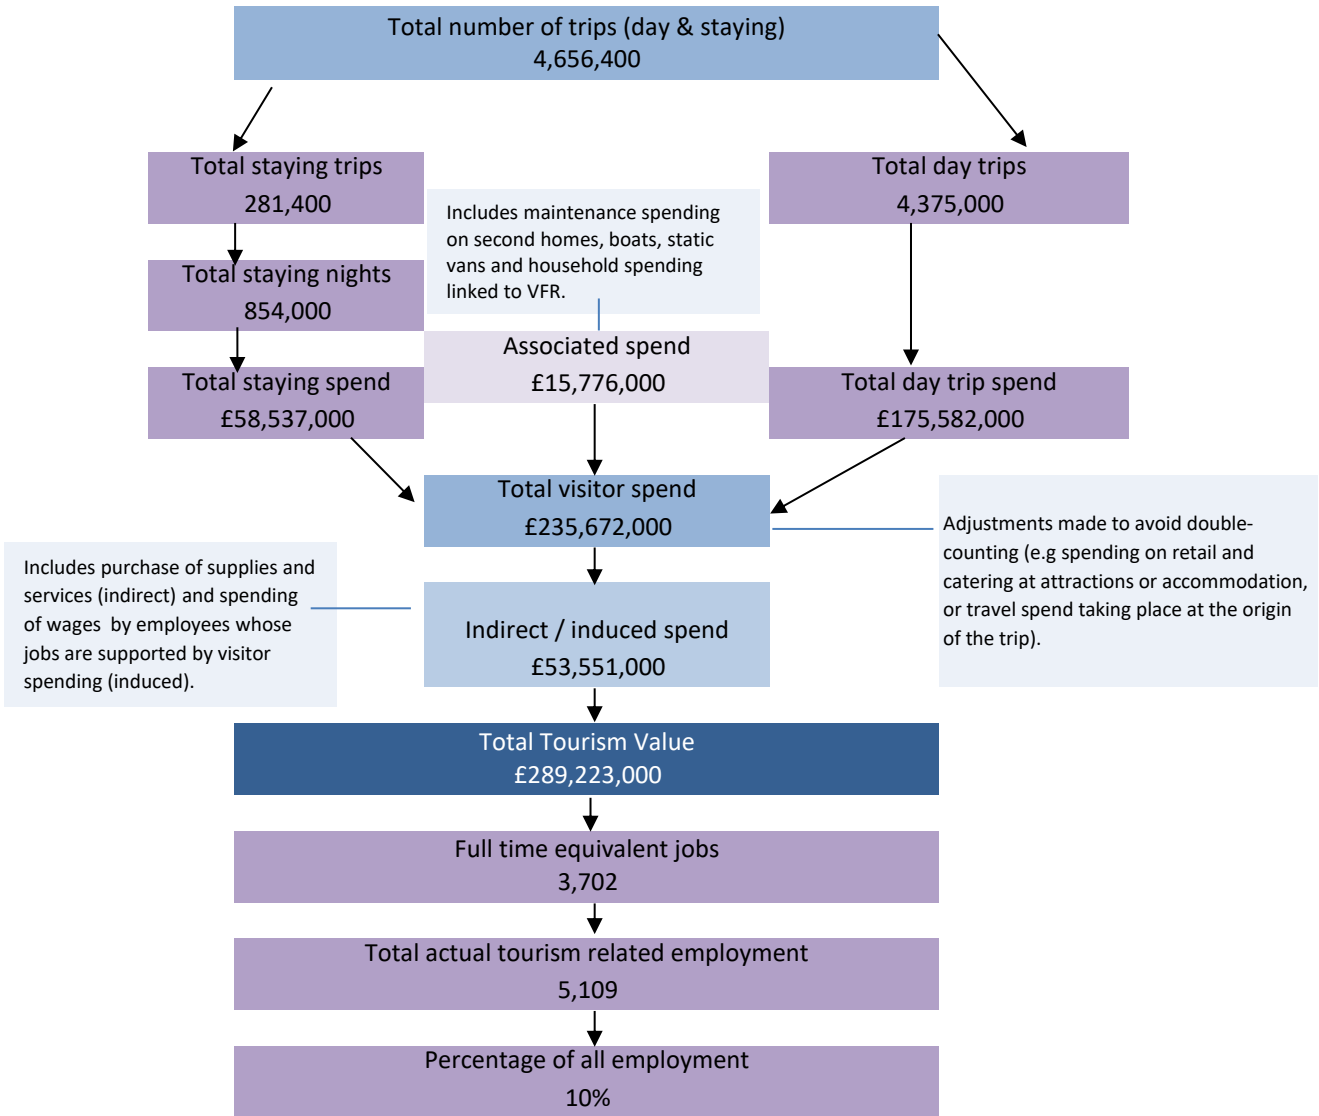 Total number of trips (day & staying)
4,656,400
Total staying trips
281,400
Total day trips
4,375,000
Includes maintenance spending
on second homes, boats, static
vans and household spending
linked to VFR.
Total staying nights
854,000
Associated spend
£15,776,000
Total staying spend
£58,537,000
Total day trip spend
£175,582,000
Total visitor spend
£235,672,000
Adjustments made to avoid double-
counting (e.g spending on retail and
catering at attractions or accommodation,
or travel spend taking place at the origin
of the trip).
Includes purchase of supplies and
services (indirect) and spending
of wages by employees whose
jobs are supported by visitor
spending (induced).
Indirect / induced spend
£53,551,000
Total Tourism Value
£289,223,000
Full time equivalent jobs
3,702
Total actual tourism related employment
5,109
Percentage of all employment
10%